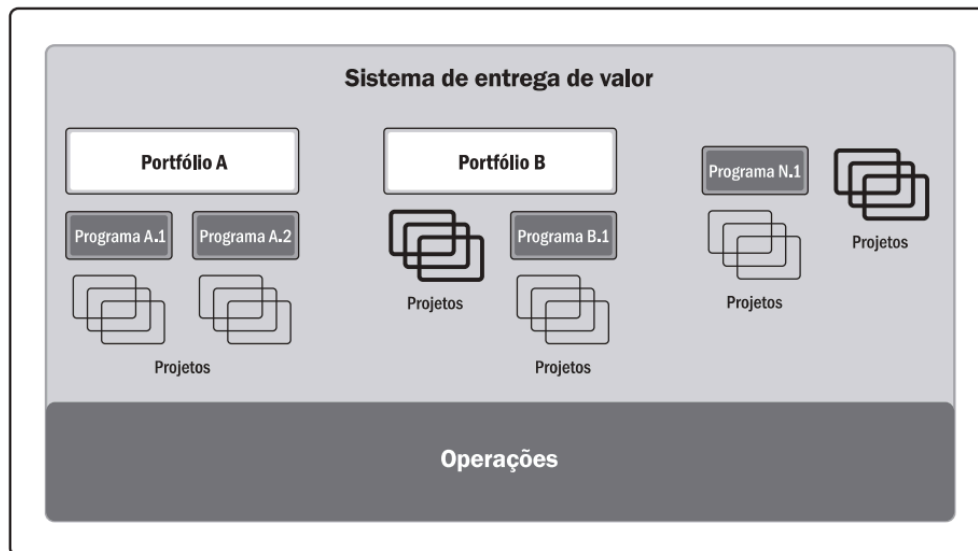 Sistema de entrega de valor
Portfólio A
Portfólio B
Programa N.1
Programa A.1
Programa A.2
Programa B.1
Projetos
Projetos
Projetos
Projetos
Projetos
Operações